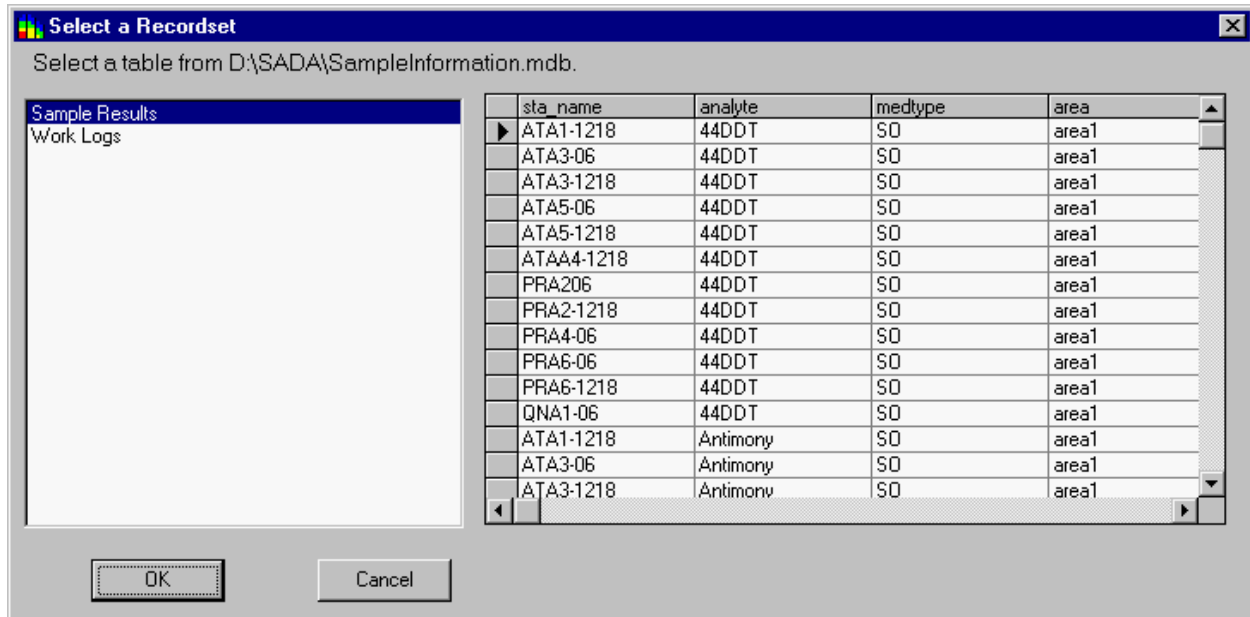 Select a Recordset
Select a table from D:\SADA\SampleInformation.mdb.
Sample Results
Work Logs
sta_name analyte medtype area
ATA1-1218 44DDT SO area1
ATA3-06 44DDT SO area1
ATA3-1218 44DDT SO area1
ATA5-06 44DDT SO area1
ATA5-1218 44DDT SO area1
ATAA4-1218 44DDT SO area1
PRA206 44DDT SO area1
PRA2-1218 44DDT SO area1
PRA4-06 44DDT SO area1
PRA6-06 44DDT SO area1
PRA6-1218 44DDT SO area1
QNA1-06 44DDT SO area1
ATA1-1218 Antimony SO area1
ATA3-06 Antimony SO area1
ATA3-1218 Antimony SO area1
OK Cancel